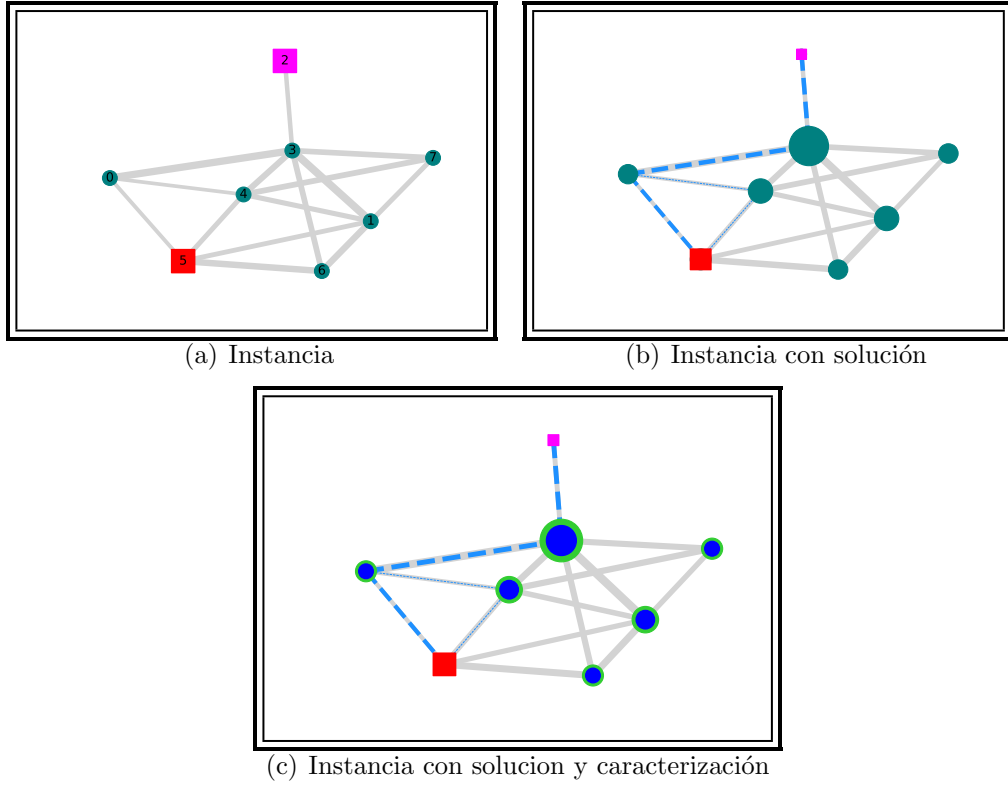 2
3
7
0
4
1
5
6
(a) Instancia
(b) Instancia con solución
(c) Instancia con solucion y caracterización